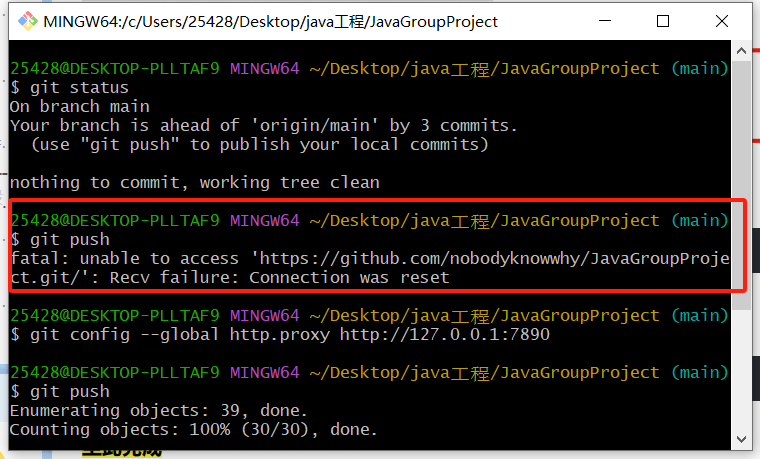 MINGW64:/c/Users/25428/Desktop/java工程/JavaGroupProject
25428@DESKTOP-PLLTAF9 MINGW64 ~/Desktop/java工程/JavaGroupProject (main)
$ git status
On branch main
Your branch is ahead of 'origin/main' by 3 commits.
  (use "git push" to publish your local commits)
nothing to commit, working tree clean
25428@DESKTOP-PLLTAF9 MINGW64 ~/Desktop/java工程/JavaGroupProject (main)
$ git push
fatal: unable to access 'https://github.com/nobodyknowwhy/JavaGroupProje
ct.git/': Recv failure: Connection was reset
25428@DESKTOP-PLLTAF9 MINGW64 ~/Desktop/java工程/JavaGroupProject (main)
$ git config --global http.proxy http://127.0.0.1:7890
25428@DESKTOP-PLLTAF9 MINGW64 ~/Desktop/java工程/JavaGroupProject (main)
$ git push
Enumerating objects: 39, done.
Counting objects: 100% (30/30), done.